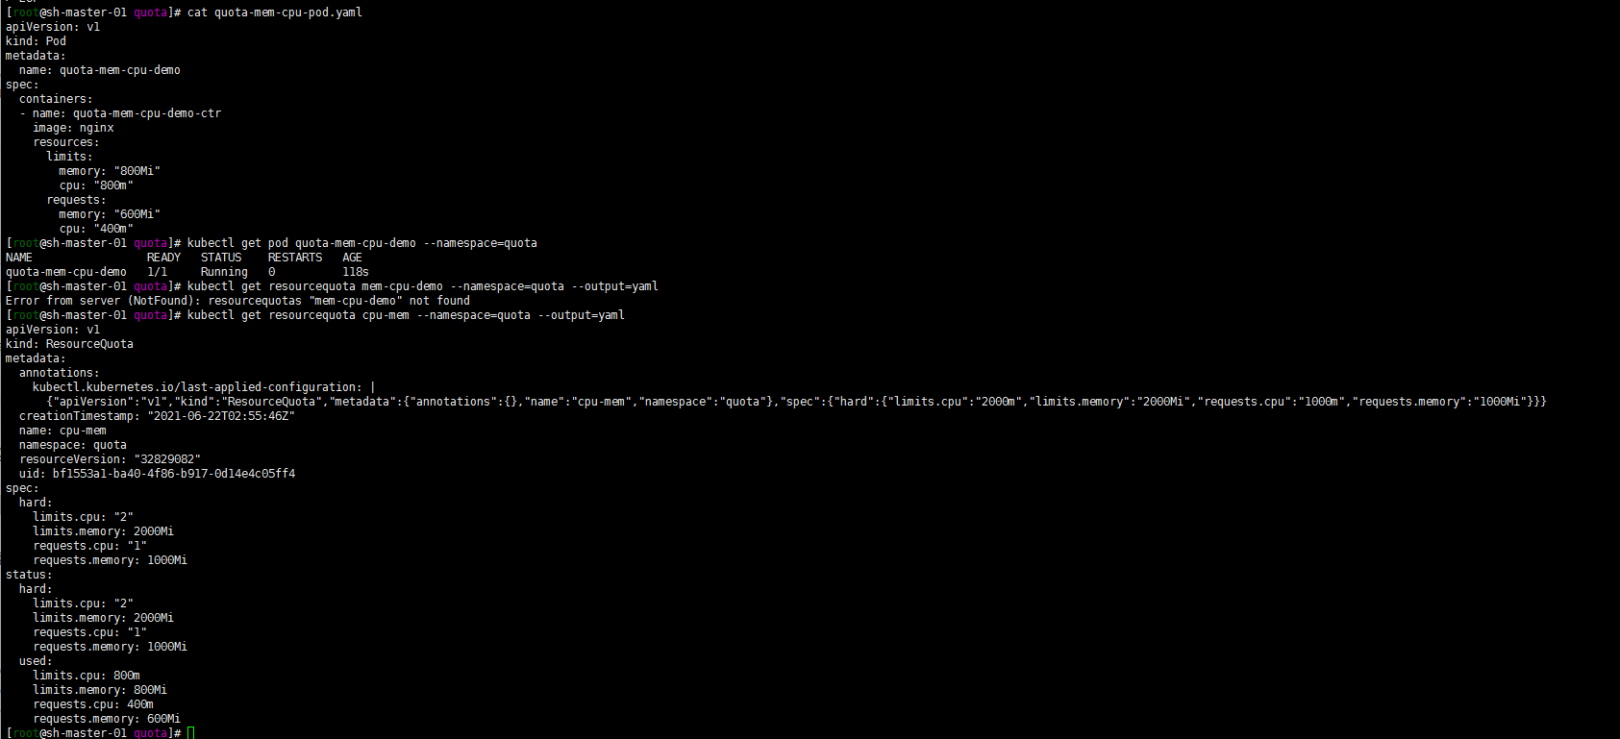 [root@sh-master-01 quota]# cat quota-mem-cpu-pod.yaml
apiVersion: v1
kind: Pod
metadata:
  name: quota-mem-cpu-demo
spec:
  containers:
  - name: quota-mem-cpu-demo-ctr
    image: nginx
    resources:
      limits:
        memory: "800Mi"
        cpu: "800m"
      requests:
        memory: "600Mi"
        cpu: "400m"
[root@sh-master-01 quota]# kubectl get pod quota-mem-cpu-demo --namespace=quota
NAME                 READY   STATUS    RESTARTS   AGE
quota-mem-cpu-demo   1/1     Running   0          118s
[root@sh-master-01 quota]# kubectl get resourcequota mem-cpu-demo --namespace=quota --output=yaml
Error from server (NotFound): resourcequotas "mem-cpu-demo" not found
[root@sh-master-01 quota]# kubectl get resourcequota cpu-mem --namespace=quota --output=yaml
apiVersion: v1
kind: ResourceQuota
metadata:
  annotations:
    kubectl.kubernetes.io/last-applied-configuration: |
      {"apiVersion":"v1","kind":"ResourceQuota","metadata":{"annotations":{},"name":"cpu-mem","namespace":"quota"},"spec":{"hard":{"limits.cpu":"2000m","limits.memory":"2000Mi","requests.cpu":"1000m","requests.memory":"1000Mi"}}}
  creationTimestamp: "2021-06-22T02:55:46Z"
  name: cpu-mem
  namespace: quota
  resourceVersion: "32829082"
  uid: bf1553a1-ba40-4f86-b917-0d14e4c05ff4
spec:
  hard:
    limits.cpu: "2"
    limits.memory: 2000Mi
    requests.cpu: "1"
    requests.memory: 1000Mi
status:
  hard:
    limits.cpu: "2"
    limits.memory: 2000Mi
    requests.cpu: "1"
    requests.memory: 1000Mi
  used:
    limits.cpu: 800m
    limits.memory: 800Mi
    requests.cpu: 400m
    requests.memory: 600Mi
[root@sh-master-01 quota]#